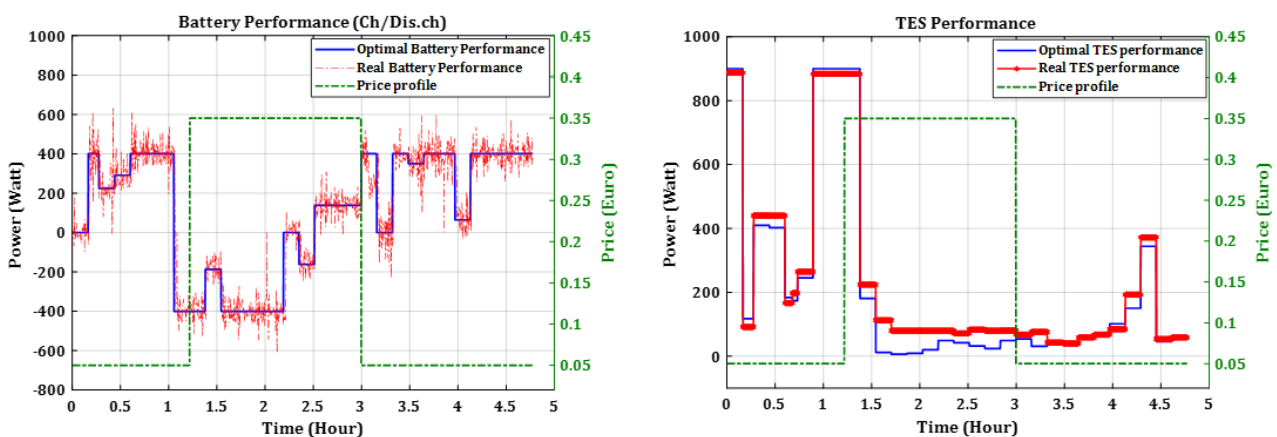 Battery Performance (Ch/Dis.ch)
1000
800
600
400
200
0
-200
-400
-600
-800
Power (Watt)
Optimal Battery Performance
Real Battery Performance
Price profile
0.45
0.4
0.35
0.3
0.25
0.2
0.15
0.1
0.05
Price (Euro)
0 0.5 1 1.5 2 2.5 3 3.5 4 4.5 5
Time (Hour)
TES Performance
1000
800
600
400
200
0
Power (Watt)
Optimal TES performance
Real TES performance
Price profile
0.45
0.4
0.35
0.3
0.25
0.2
0.15
0.1
0.05
Price (Euro)
0 0.5 1 1.5 2 2.5 3 3.5 4 4.5 5
Time (Hour)